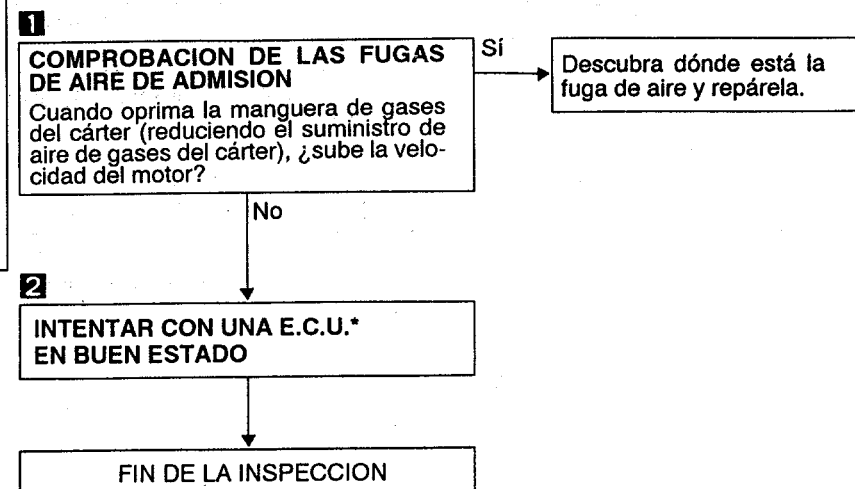 1
COMPROBACION DE LAS FUGAS
DE AIRE DE ADMISION
Cuando oprima la manguera de gases
del cárter (reduciendo el suministro de
aire de gases del cárter), ¿sube la velo-
cidad del motor?
Sí
Descubra dónde está la
fuga de aire y repárela.
No
2
INTENTAR CON UNA E.C.U.*
EN BUEN ESTADO
FIN DE LA INSPECCION